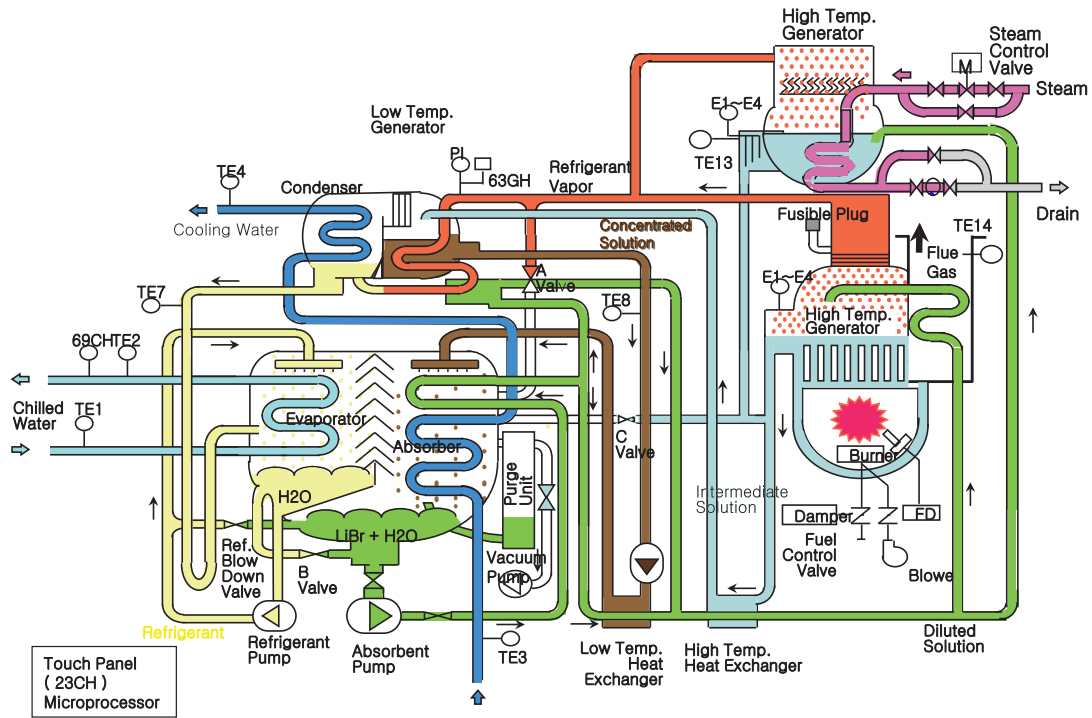 High Temp.
Generator
Steam
Control
Valve
M
Steam
E1~E4
Low Temp.
Generator
TE13
PI
63GH
Refrigerant
Vapor
TE4
Condenser
Drain
Cooling Water
Concentrated
Solution
Fusible Plug
TE14
Flue
Gas
A
Valve
E1~E4
TE7
TE8
High Temp.
Generator
69CHTE2
Chilled
Water
TE1
Evaporator
Absorber
C
Valve
Burner
Purge
Unit
H2O
Intermediate
Solution
LiBr + H2O
Damper
FD
Fuel
Control
Valve
Blowe
Ref.
Blow
Down
Valve
B
Valve
Vacuum
Pump
Refrigerant
Refrigerant
Pump
Absorbent
Pump
TE3
Low Temp.
Heat
Exchanger
High Temp.
Heat Exchanger
Diluted
Solution
Touch Panel
( 23CH )
Microprocessor